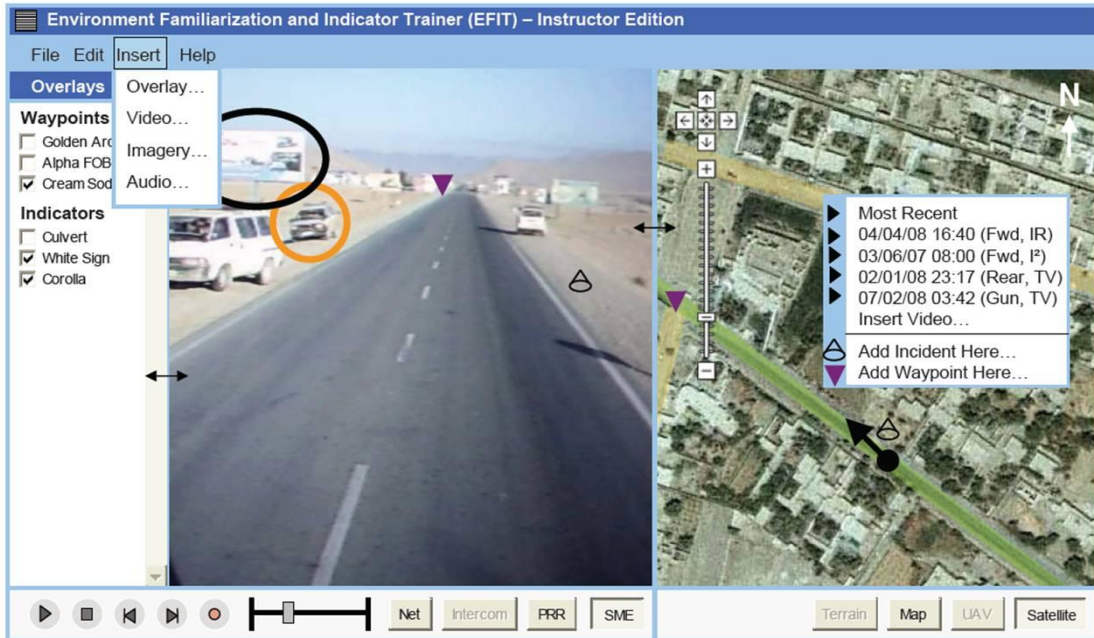 Environment Familiarization and Indicator Trainer (EFIT) – Instructor Edition
File Edit Insert Help
Overlays
Overlay…
Video…
Imagery…
Audio…
Waypoints
Golden Arc
Alpha FOB
Cream Sod
Indicators
Culvert
White Sign
Corolla
N
Most Recent
04/04/08 16:40 (Fwd, IR)
03/06/07 08:00 (Fwd, I²)
02/01/08 23:17 (Rear, TV)
07/02/08 03:42 (Gun, TV)
Insert Video…
Add Incident Here…
Add Waypoint Here…
Net Intercom PRR SME
Terrain Map UAV Satellite